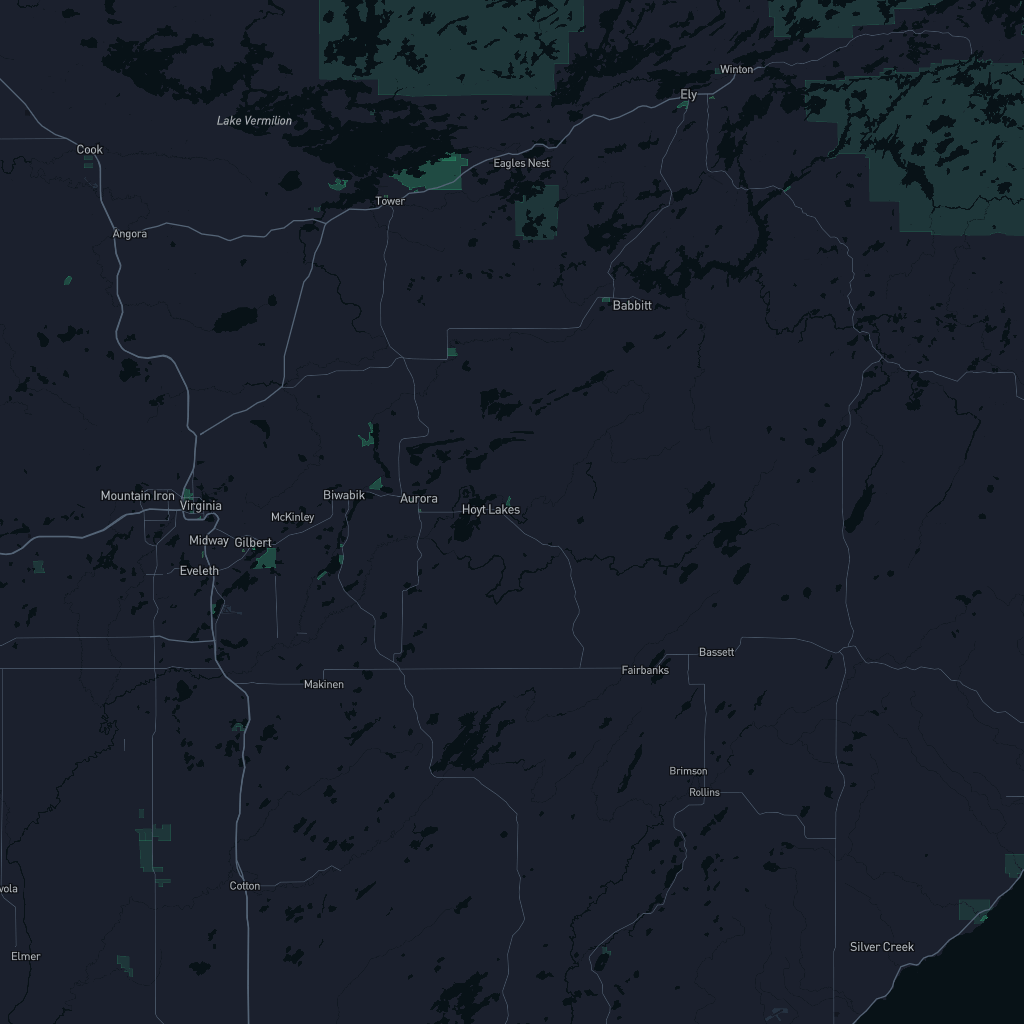 Winton
Ely
Lake Vermilion
Cook
Eagles Nest
Tower
Angora
Babbitt
Mountain Iron
Biwabik
Aurora
Virginia
Hoyt Lakes
McKinley
Midway
Gilbert
Eveleth
Bassett
Fairbanks
Makinen
Brimson
Rollins
Cotton
vola
Silver Creek
Elmer